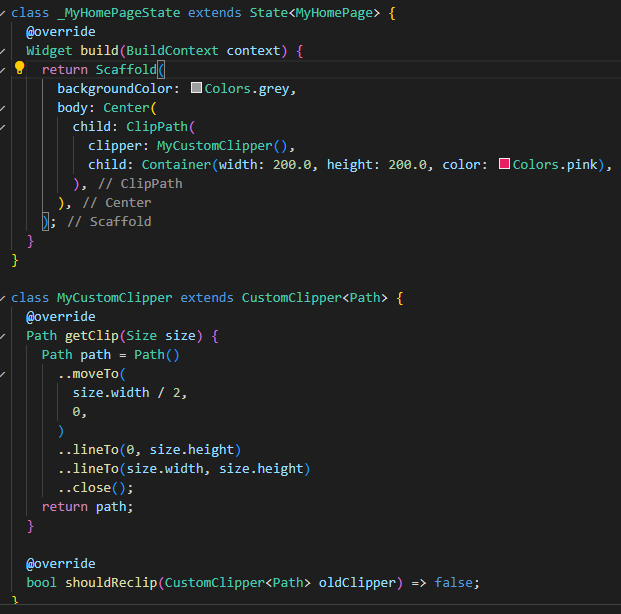 class _MyHomePageState extends State<MyHomePage> {
@override
Widget build(BuildContext context) {
return Scaffold(
backgroundColor: Colors.grey,
body: Center(
child: ClipPath(
clipper: MyCustomClipper(),
child: Container(width: 200.0, height: 200.0, color: Colors.pink),
), // ClipPath
), // Center
); // Scaffold
}
}
class MyCustomClipper extends CustomClipper<Path> {
@override
Path getClip(Size size) {
Path path = Path()
..moveTo(
size.width / 2,
0,
)
..lineTo(0, size.height)
..lineTo(size.width, size.height)
..close();
return path;
}
@override
bool shouldReclip(CustomClipper<Path> oldClipper) => false;
}